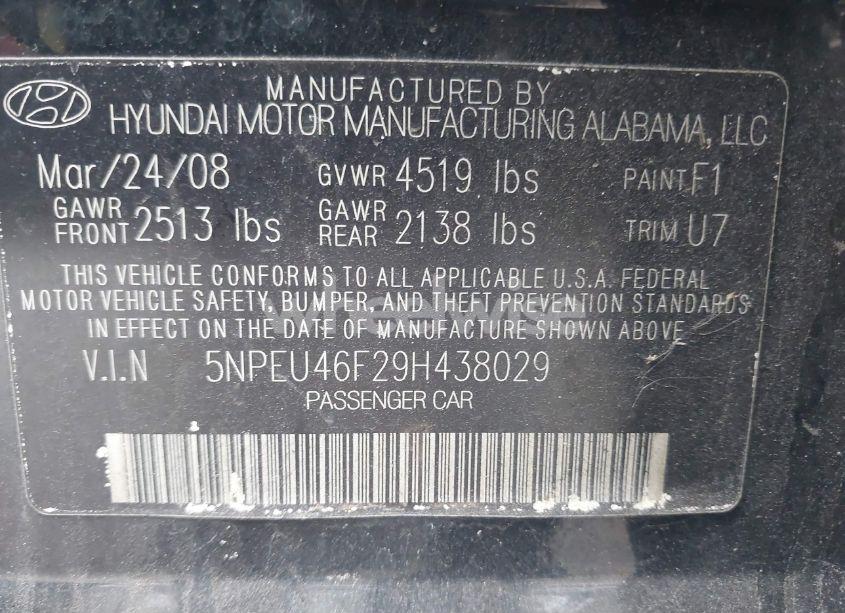 MANUFACTURED BY
HYUNDAI MOTOR MANUFACTURING ALABAMA, LLC
Mar/24/08 GVWR 4519 lbs PAINT F1
GAWR FRONT 2513 lbs GAWR REAR 2138 lbs TRIM U7
THIS VEHICLE CONFORMS TO ALL APPLICABLE U.S.A. FEDERAL
MOTOR VEHICLE SAFETY, BUMPER, AND THEFT PREVENTION STANDARDS
IN EFFECT ON THE DATE OF MANUFACTURE SHOWN ABOVE.
wheelwise
V.I.N 5NPEU46F29H438029
PASSENGER CAR